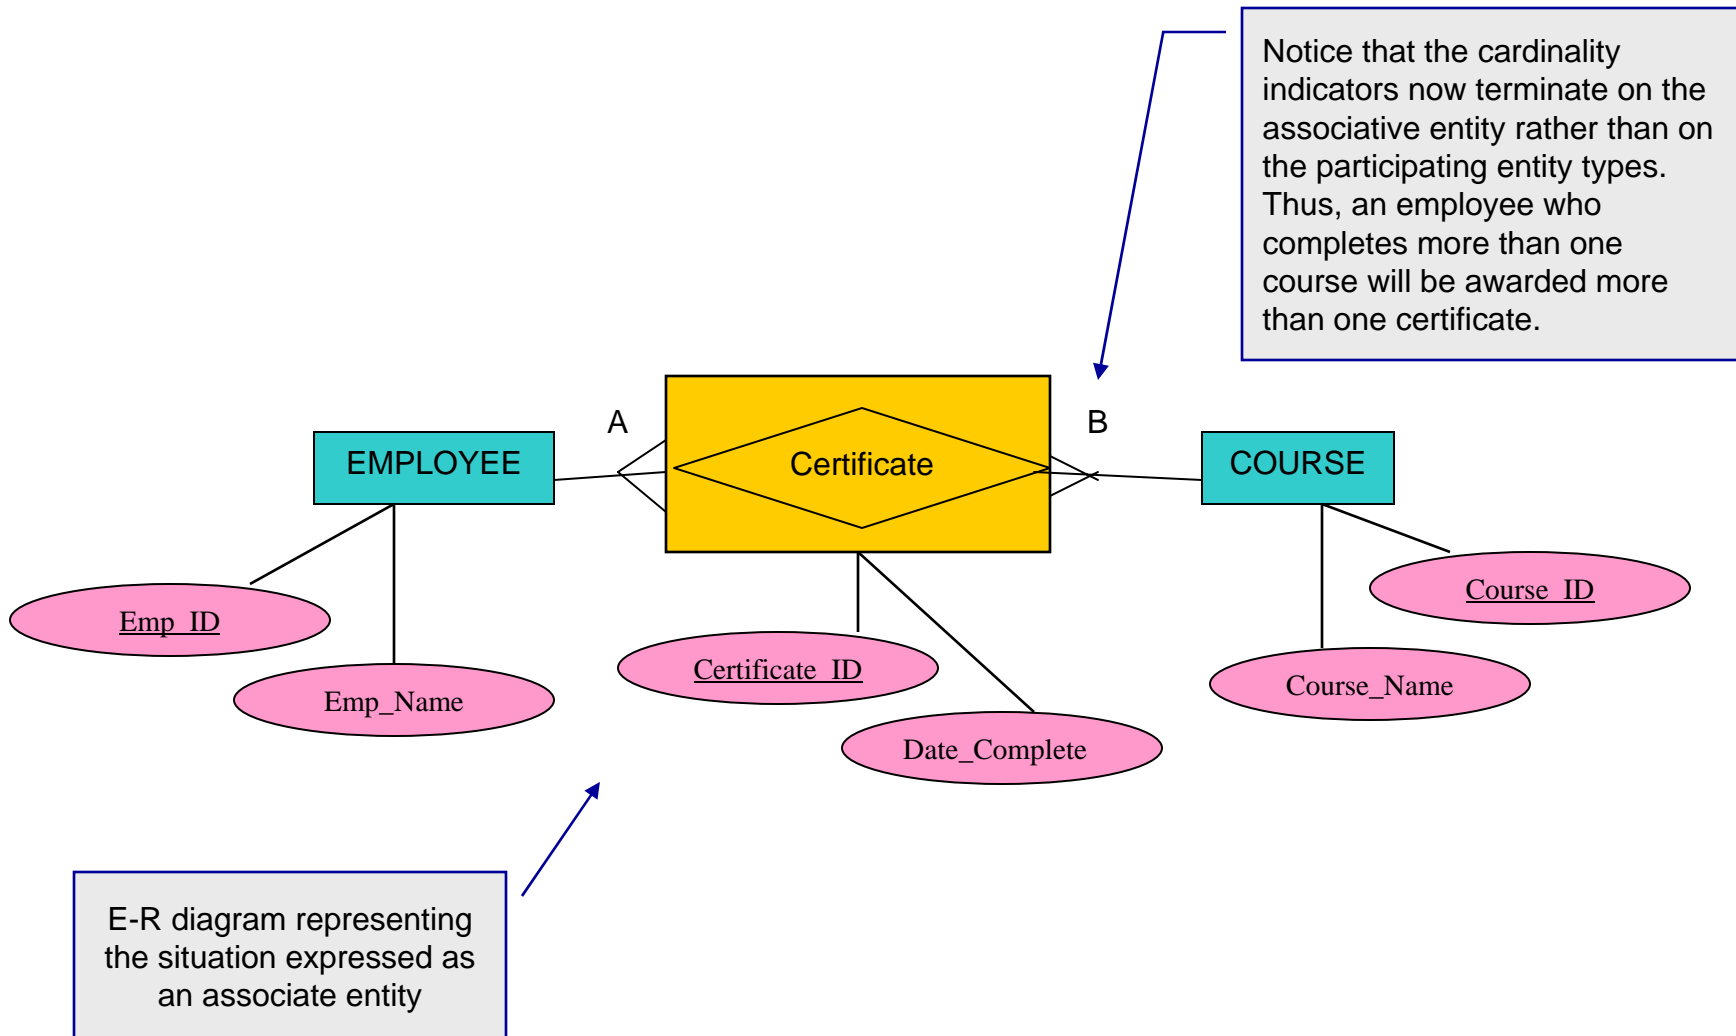 Notice that the cardinality
indicators now terminate on the
associative entity rather than on
the participating entity types.
Thus, an employee who
completes more than one
course will be awarded more
than one certificate.
A
B
EMPLOYEE
Certificate
COURSE
Emp_ID
Emp_Name
Certificate_ID
Date_Complete
Course_ID
Course_Name
E-R diagram representing
the situation expressed as
an associate entity